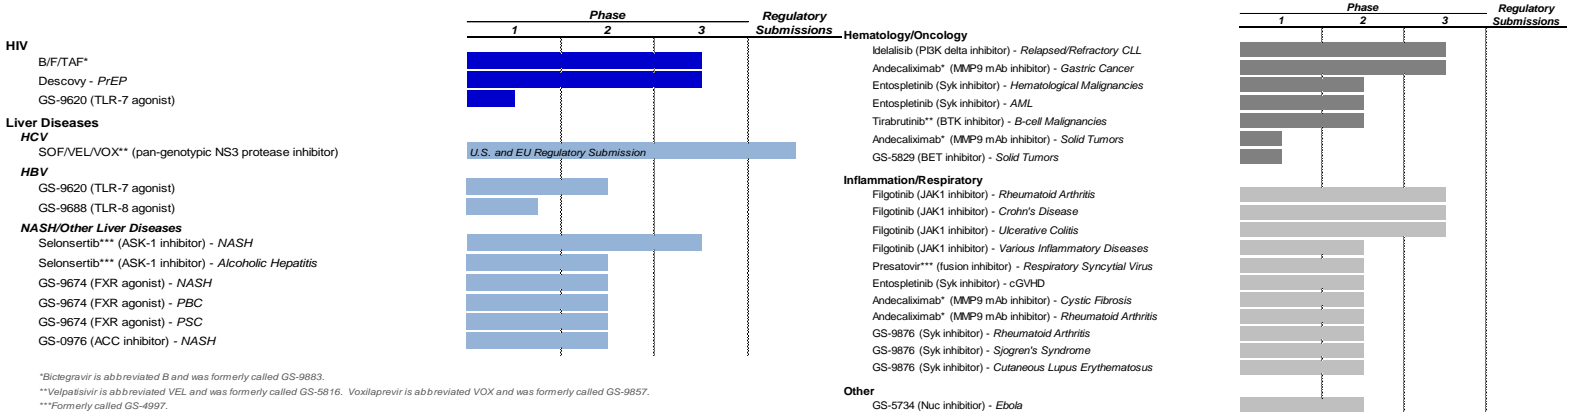 Phase
Regulatory
1
2
3
Submissions
HIV
B/F/TAF*
Descovy - PrEP
GS-9620 (TLR-7 agonist)
Liver Diseases
HCV
SOF/VEL/VOX** (pan-genotypic NS3 protease inhibitor)
U.S. and EU Regulatory Submission
HBV
GS-9620 (TLR-7 agonist)
GS-9688 (TLR-8 agonist)
NASH/Other Liver Diseases
Selonsertib*** (ASK-1 inhibitor) - NASH
Selonsertib*** (ASK-1 inhibitor) - Alcoholic Hepatitis
GS-9674 (FXR agonist) - NASH
GS-9674 (FXR agonist) - PBC
GS-9674 (FXR agonist) - PSC
GS-0976 (ACC inhibitor) - NASH
*Bictegravir is abbreviated B and was formerly called GS-9883.
**Velpatisivir is abbreviated VEL and was formerly called GS-5816. Voxilaprevir is abbreviated VOX and was formerly called GS-9857.
***Formerly called GS-4997.
Phase
Regulatory
1
2
3
Submissions
Hematology/Oncology
Idelalisib (PI3K delta inhibitor) - Relapsed/Refractory CLL
Andecaliximab* (MMP9 mAb inhibitor) - Gastric Cancer
Entospletinib (Syk inhibitor) - Hematological Malignancies
Entospletinib (Syk inhibitor) - AML
Tirabrutinib** (BTK inhibitor) - B-cell Malignancies
Andecaliximab* (MMP9 mAb inhibitor) - Solid Tumors
GS-5829 (BET inhibitor) - Solid Tumors
Inflammation/Respiratory
Filgotinib (JAK1 inhibitor) - Rheumatoid Arthritis
Filgotinib (JAK1 inhibitor) - Crohn's Disease
Filgotinib (JAK1 inhibitor) - Ulcerative Colitis
Filgotinib (JAK1 inhibitor) - Various Inflammatory Diseases
Presatovir*** (fusion inhibitor) - Respiratory Syncytial Virus
Entospletinib (Syk inhibitor) - cGVHD
Andecaliximab* (MMP9 mAb inhibitor) - Cystic Fibrosis
Andecaliximab* (MMP9 mAb inhibitor) - Rheumatoid Arthritis
GS-9876 (Syk inhibitor) - Rheumatoid Arthritis
GS-9876 (Syk inhibitor) - Sjogren's Syndrome
GS-9876 (Syk inhibitor) - Cutaneous Lupus Erythematosus
Other
GS-5734 (Nuc inhibitior) - Ebola